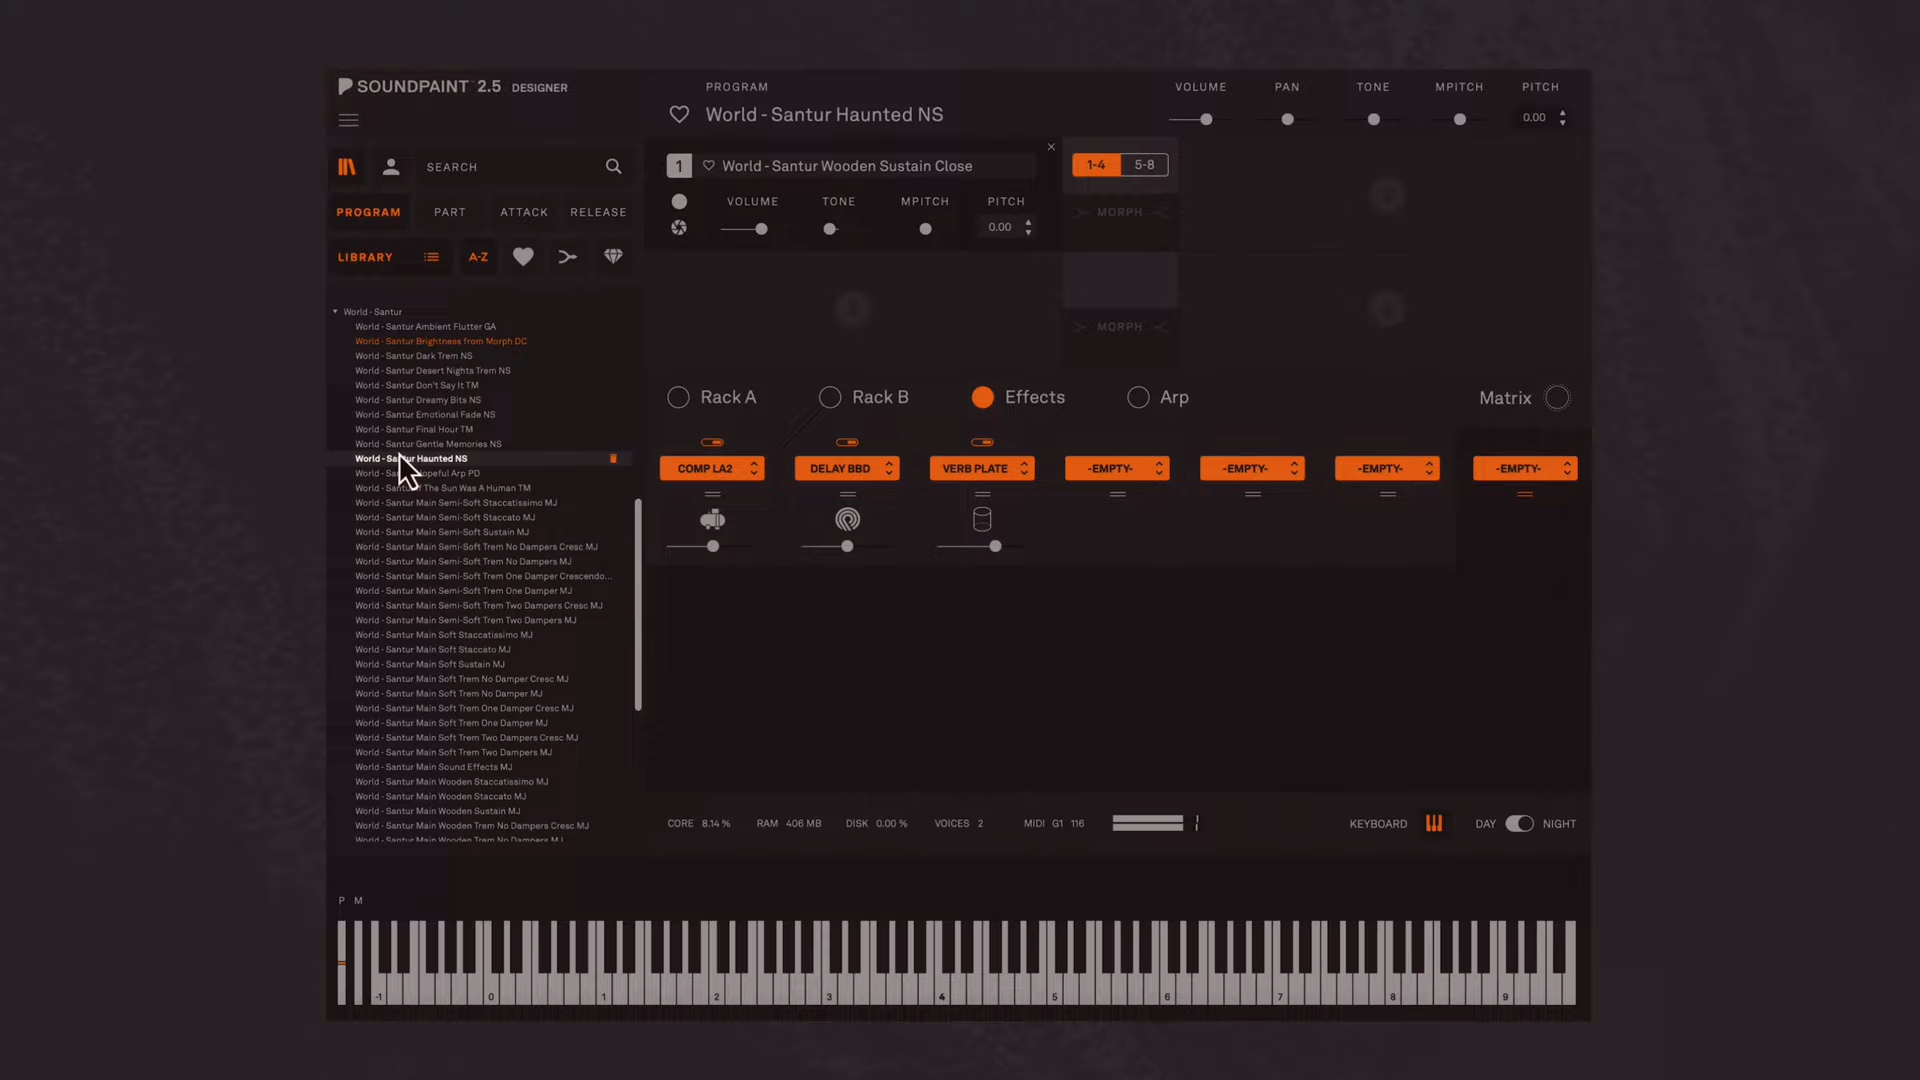 SOUNDPAINT™ 2.5 DESIGNER
PROGRAM
World - Santur Haunted NS
VOLUME PAN TONE MPITCH PITCH
0.00
SEARCH
1 World - Santur Wooden Sustain Close
1-4 5-8
PROGRAM PART ATTACK RELEASE
VOLUME TONE MPITCH PITCH
0.00
MORPH
LIBRARY A-Z
World - Santur
World - Santur Ambient Flutter GA
World - Santur Brightness from Morph DC
World - Santur Dark Trem NS
World - Santur Desert Nights Trem NS
World - Santur Don't Say It TM
World - Santur Dreamy Bits NS
World - Santur Emotional Fade NS
World - Santur Final Hour TM
World - Santur Gentle Memories NS
World - Santur Haunted NS
World - Santur Hopeful Arp PD
World - Santur If The Sun Was A Human TM
World - Santur Main Semi-Soft Staccatissimo MJ
World - Santur Main Semi-Soft Staccato MJ
World - Santur Main Semi-Soft Sustain MJ
World - Santur Main Semi-Soft Trem No Dampers Cresc MJ
World - Santur Main Semi-Soft Trem No Dampers MJ
World - Santur Main Semi-Soft Trem One Damper Crescendo...
World - Santur Main Semi-Soft Trem One Damper MJ
World - Santur Main Semi-Soft Trem Two Dampers Cresc MJ
World - Santur Main Semi-Soft Trem Two Dampers MJ
World - Santur Main Soft Staccatissimo MJ
World - Santur Main Soft Staccato MJ
World - Santur Main Soft Sustain MJ
World - Santur Main Soft Trem No Damper Cresc MJ
World - Santur Main Soft Trem No Damper MJ
World - Santur Main Soft Trem One Damper Cresc MJ
World - Santur Main Soft Trem One Damper MJ
World - Santur Main Soft Trem Two Dampers Cresc MJ
World - Santur Main Soft Trem Two Dampers MJ
World - Santur Main Sound Effects MJ
World - Santur Main Wooden Staccatissimo MJ
World - Santur Main Wooden Staccato MJ
World - Santur Main Wooden Sustain MJ
World - Santur Main Wooden Trem No Dampers Cresc MJ
World - Santur Main Wooden Trem No Dampers MJ
MORPH
Rack A Rack B Effects Arp Matrix
COMP LA2 DELAY BBD VERB PLATE -EMPTY- -EMPTY- -EMPTY- -EMPTY-
CORE 8.14 % RAM 406 MB DISK 0.00 % VOICES 2 MIDI G1 116 KEYBOARD DAY NIGHT
P M
-1 0 1 2 3 4 5 6 7 8 9